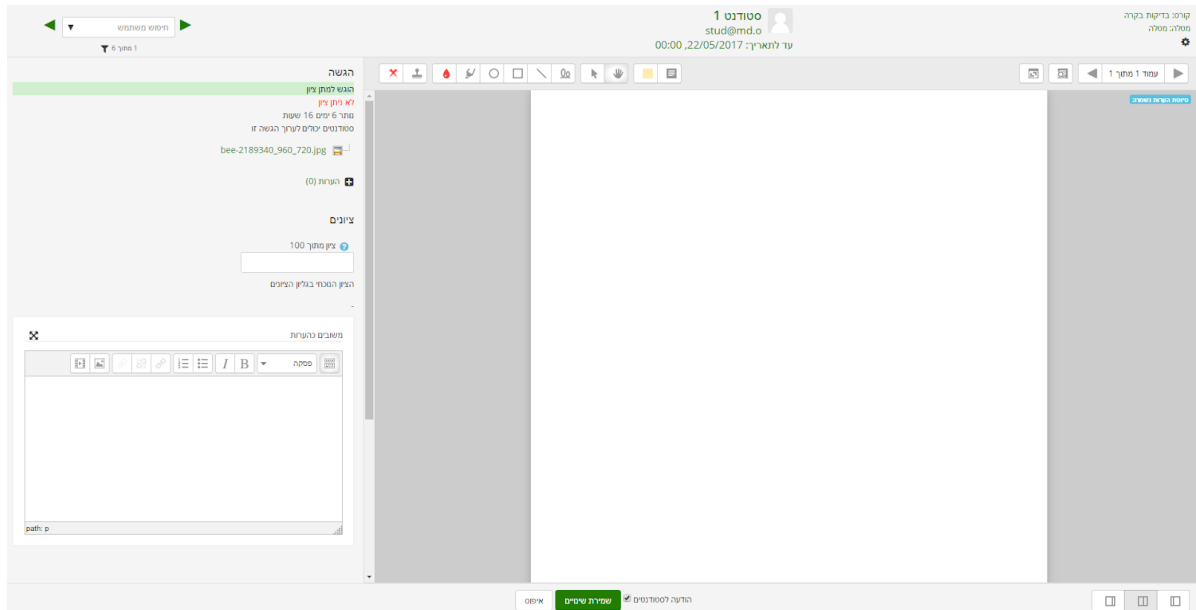 קורס: בדיקות בקרה
מטלה: מטלה
סטודנט 1
stud@md.o
עד לתאריך: 22/05/2017, 00:00
חיפוש משתמש
1 מתוך 6
עמוד 1 מתוך 1
טיוטת הערות נשמרה
הגשה
הוגש למתן ציון
לא ניתן ציון
נותר 6 ימים 16 שעות
סטודנטים יכולים לערוך הגשה זו
bee-2189340_960_720.jpg
הערות (0)
ציונים
ציון מתוך 100
הציון הנוכחי בגליון הציונים
-
משובים כהערות
פסקה
B I
path: p
הודעה לסטודנטים
שמירת שינויים
איפוס